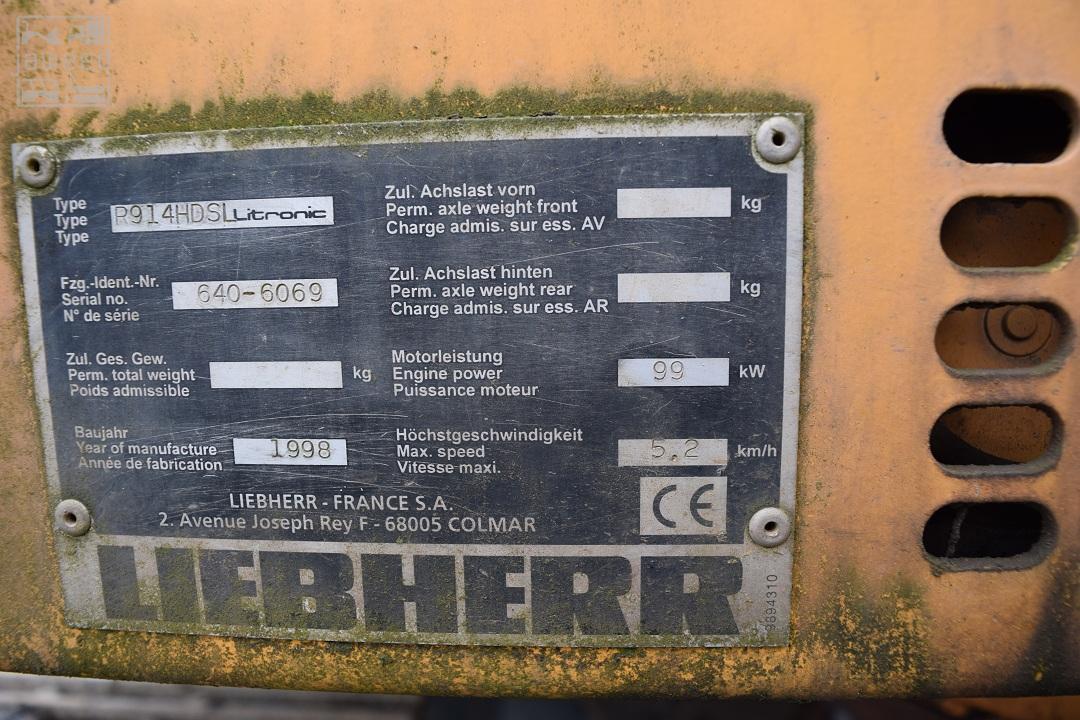 Type
Type
Type
R914HDSL Litronic
Fzg.-Ident.-Nr.
Serial no.
N° de série
640-6069
Zul. Ges. Gew.
Perm. total weight
Poids admissible
kg
Baujahr
Year of manufacture
Année de fabrication
1998
Zul. Achslast vorn
Perm. axle weight front
Charge admis. sur ess. AV
kg
Zul. Achslast hinten
Perm. axle weight rear
Charge admis. sur ess. AR
kg
Motorleistung
Engine power
Puissance moteur
99 kW
Höchstgeschwindigkeit
Max. speed
Vitesse maxi.
5,2 km/h
CE
LIEBHERR - FRANCE S.A.
2. Avenue Joseph Rey F - 68005 COLMAR
LIEBHERR